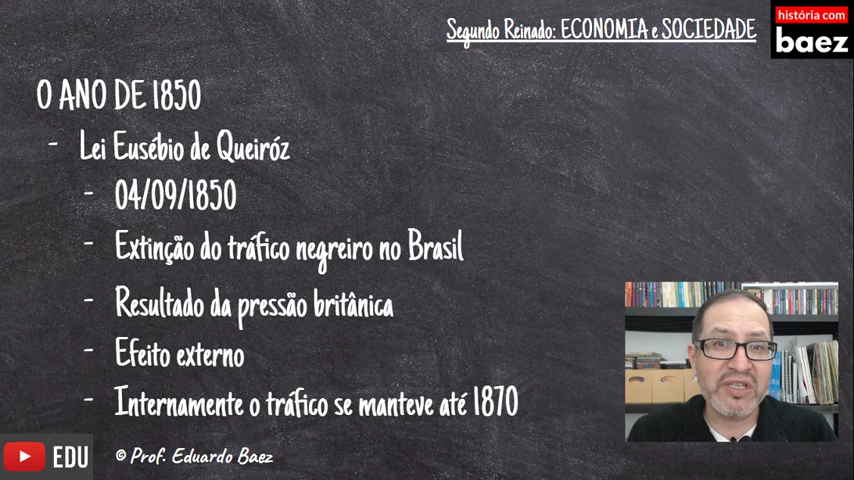 Segundo Reinado: ECONOMIA e SOCIEDADE
história com
baez
O ANO DE 1850
- Lei Eusébio de Queiróz
- 04/09/1850
- Extinção do tráfico negreiro no Brasil
- Resultado da pressão britânica
- Efeito externo
- Internamente o tráfico se manteve até 1870
EDU
© Prof. Eduardo Baez